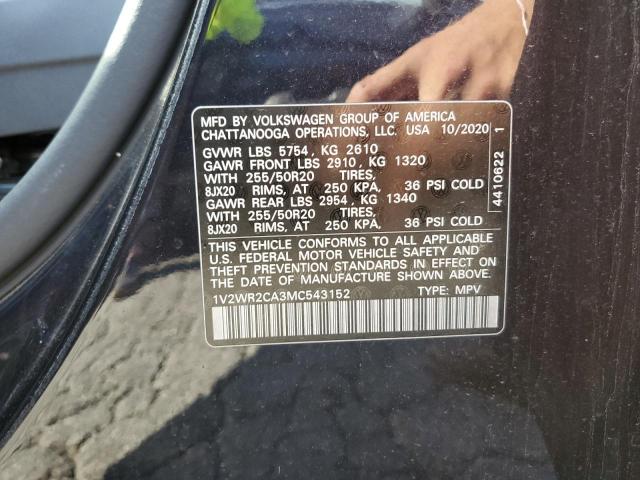 MFD BY VOLKSWAGEN GROUP OF AMERICA
CHATTANOOGA OPERATIONS, LLC. USA 10/2020
GVWR LBS 5754, KG 2610
GAWR FRONT LBS 2910, KG 1320
WITH 255/50R20 TIRES,
8JX20 RIMS, AT 250 KPA, 36 PSI COLD
GAWR REAR LBS 2954, KG 1340
WITH 255/50R20 TIRES,
8JX20 RIMS, AT 250 KPA, 36 PSI COLD
THIS VEHICLE CONFORMS TO ALL APPLICABLE
U.S. FEDERAL MOTOR VEHICLE SAFETY AND
THEFT PREVENTION STANDARDS IN EFFECT ON
THE DATE OF MANUFACTURE SHOWN ABOVE.
1V2WR2CA3MC543152 TYPE: MPV
4410622 1